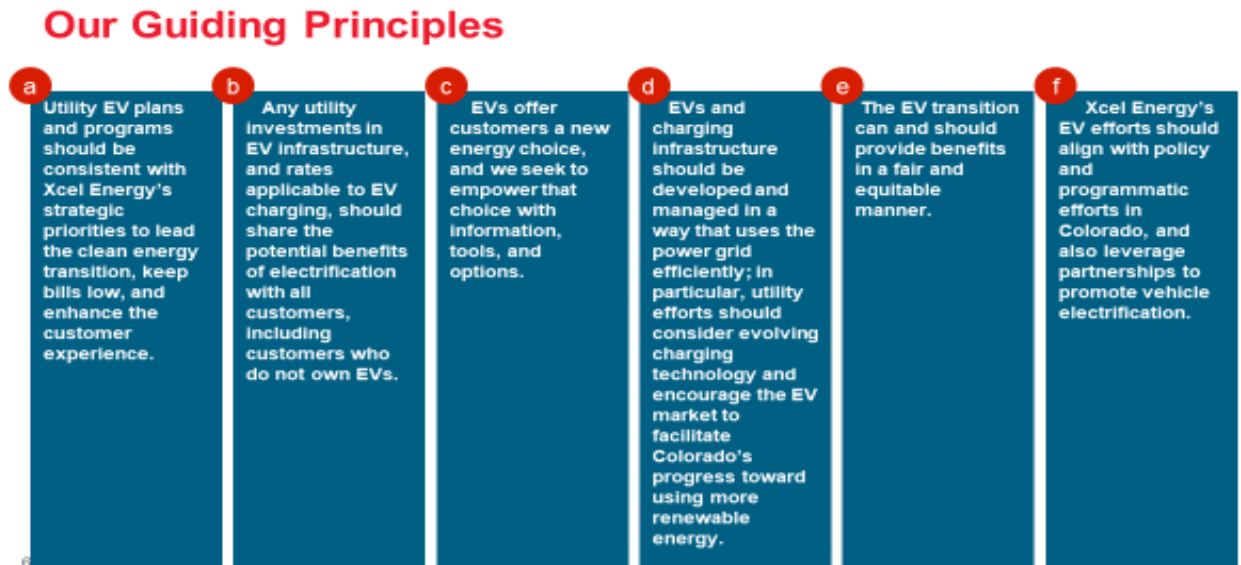 Our Guiding Principles
a
Utility EV plans
and programs
should be
consistent with
Xcel Energy's
strategic
priorities to lead
the clean energy
transition, keep
bills low, and
enhance the
customer
experience.
b
Any utility
investments in
EV infrastructure,
and rates
applicable to EV
charging, should
share the
potential benefits
of electrification
with all
customers,
including
customers who
do not own EVs.
c
EVs offer
customers a new
energy choice,
and we seek to
empower that
choice with
information,
tools, and
options.
d
EVs and
charging
infrastructure
should be
developed and
managed in a
way that uses the
power grid
efficiently; in
particular, utility
efforts should
consider evolving
charging
technology and
encourage the EV
market to
facilitate
Colorado's
progress toward
using more
renewable
energy.
e
The EV transition
can and should
provide benefits
in a fair and
equitable
manner.
f
Xcel Energy's
EV efforts should
align with policy
and
programmatic
efforts in
Colorado, and
also leverage
partnerships to
promote vehicle
electrification.